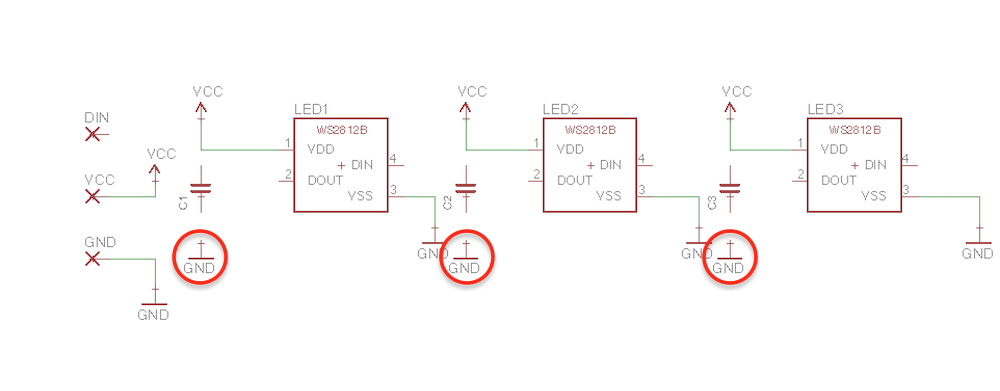 VCC
VCC
VCC
LED1
LED2
LED3
DIN
WS2812B
WS2812B
WS2812B
1 VDD
1 VDD
1 VDD
VCC
+ DIN 4
+ DIN 4
+ DIN 4
VCC
2 DOUT
2 DOUT
2 DOUT
C1
VSS 3
C2
VSS 3
C3
VSS 3
GND
GND
GND
GND
GND
GND
GND
GND